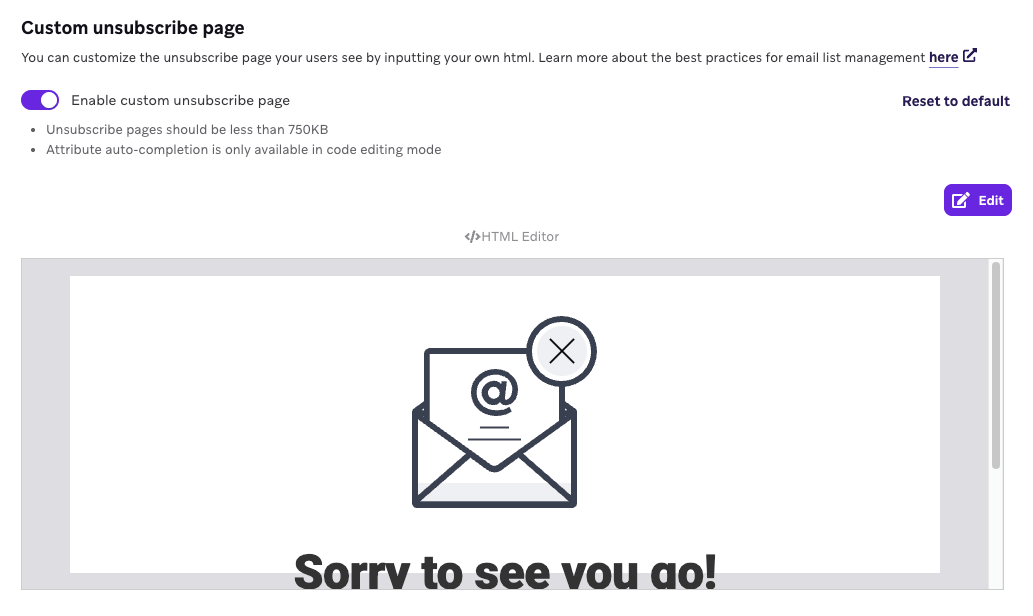 Custom unsubscribe page
You can customize the unsubscribe page your users see by inputting your own html. Learn more about the best practices for email list management here
Enable custom unsubscribe page
Reset to default
• Unsubscribe pages should be less than 750KB
• Attribute auto-completion is only available in code editing mode
Edit
</>HTML Editor
@
Sorry to see you go!